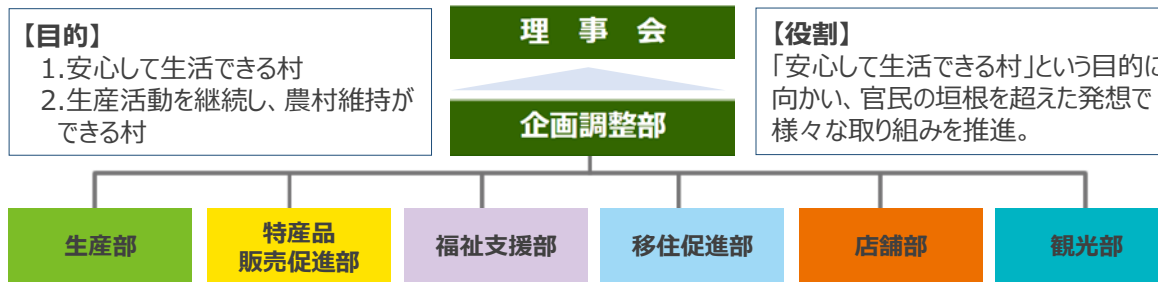 【目的】
1.安心して生活できる村
2.生産活動を継続し、農村維持が
できる村
理 事 会
企画調整部
【役割】
「安心して生活できる村」という目的に
向かい、官民の垣根を超えた発想で
様々な取り組みを推進。
生産部
特産品
販売促進部
福祉支援部
移住促進部
店舗部
観光部